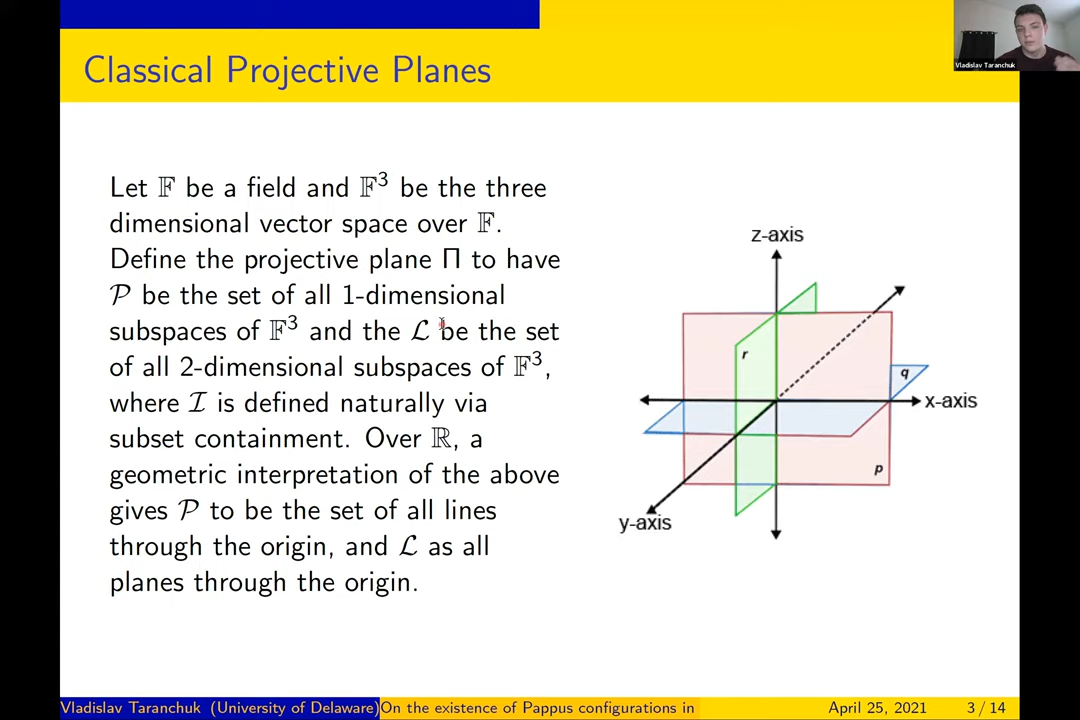 Classical Projective Planes
Vladislav Taranchuk
Let 𝔽 be a field and 𝔽³ be the three
dimensional vector space over 𝔽.
Define the projective plane Π to have
𝒫 be the set of all 1-dimensional
subspaces of 𝔽³ and the ℒ be the set
of all 2-dimensional subspaces of 𝔽³,
where ℐ is defined naturally via
subset containment. Over ℝ, a
geometric interpretation of the above
gives 𝒫 to be the set of all lines
through the origin, and ℒ as all
planes through the origin.
z-axis
r
q
x-axis
p
y-axis
Vladislav Taranchuk (University of Delaware)
On the existence of Pappus configurations in
April 25, 2021
3 / 14